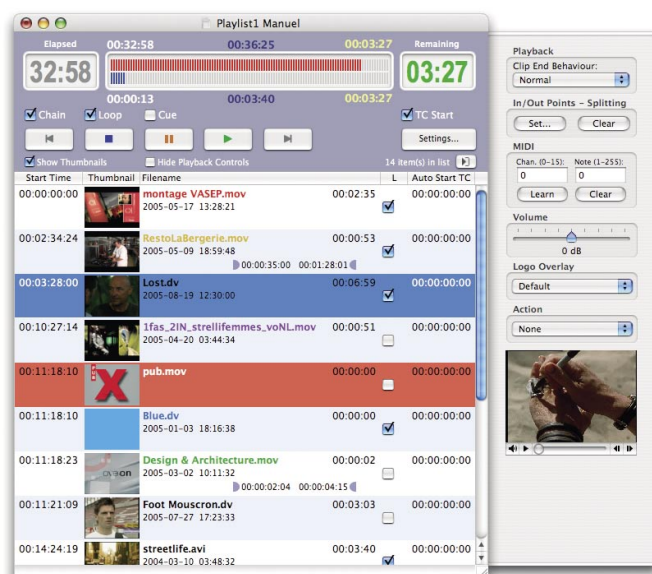 Playlist1 Manuel
Elapsed 00:32:58 00:36:25 00:03:27 Remaining
32:58 03:27
00:00:13 00:03:40 00:03:27
Chain Loop Cue TC Start
Settings...
Show Thumbnails Hide Playback Controls 14 item(s) in list
Start Time Thumbnail Filename L Auto Start TC
00:00:00:00 montage VASEP.mov 00:02:35 00:00:00:00
2005-05-17 13:28:21
00:02:34:24 RestoLaBergerie.mov 00:00:53 00:00:00:00
2005-05-09 18:59:48
00:00:35:00 00:01:28:01
00:03:28:00 Lost.dv 00:06:59 00:00:00:00
2005-08-19 12:30:00
00:10:27:14 1fas_2IN_strellifemmes_voNL.mov 00:00:51 00:00:00:00
2005-04-20 03:44:34
00:11:18:10 pub.mov 00:00:00 00:00:00:00
00:11:18:10 Blue.dv 00:00:00 00:00:00:00
2005-01-03 18:16:38
00:11:18:23 Design & Architecture.mov 00:00:02 00:00:00:00
2005-03-02 10:11:32
00:00:02:04 00:00:04:15
00:11:21:09 Foot Mouscron.dv 00:03:03 00:00:00:00
2005-07-27 17:23:33
00:14:24:19 streetlife.avi 00:03:40 00:00:00:00
2004-03-10 03:48:32
Playback
Clip End Behaviour:
Normal
In/Out Points – Splitting
Set... Clear
MIDI
Chan. (0–15): Note (1–255):
0 0
Learn Clear
Volume
0 dB
Logo Overlay
Default
Action
None